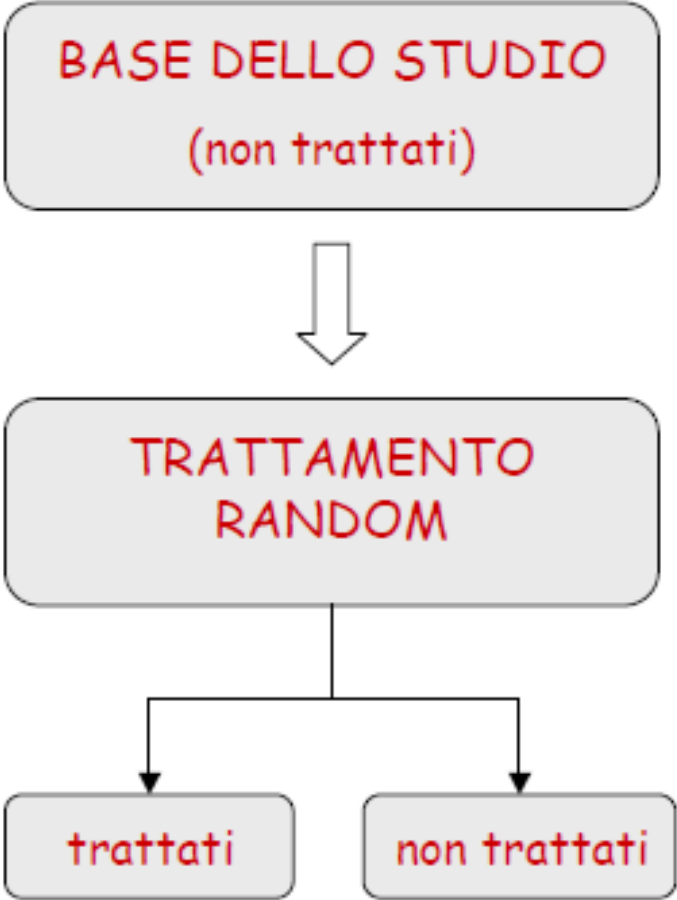 BASE DELLO STUDIO
(non trattati)
TRATTAMENTO
RANDOM
trattati
non trattati